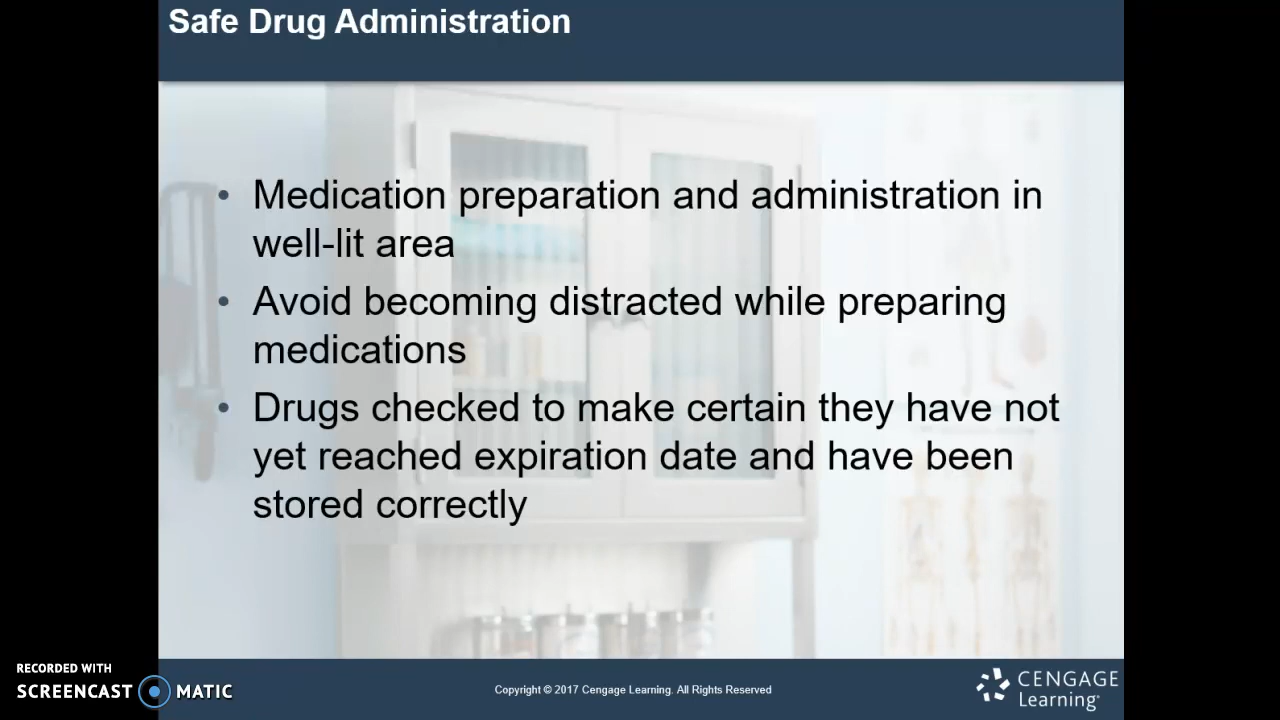 Safe Drug Administration
• Medication preparation and administration in
well-lit area
• Avoid becoming distracted while preparing
medications
• Drugs checked to make certain they have not
yet reached expiration date and have been
stored correctly
RECORDED WITH
SCREENCAST MATIC
Copyright © 2017 Cengage Learning. All Rights Reserved
CENGAGE
Learning™